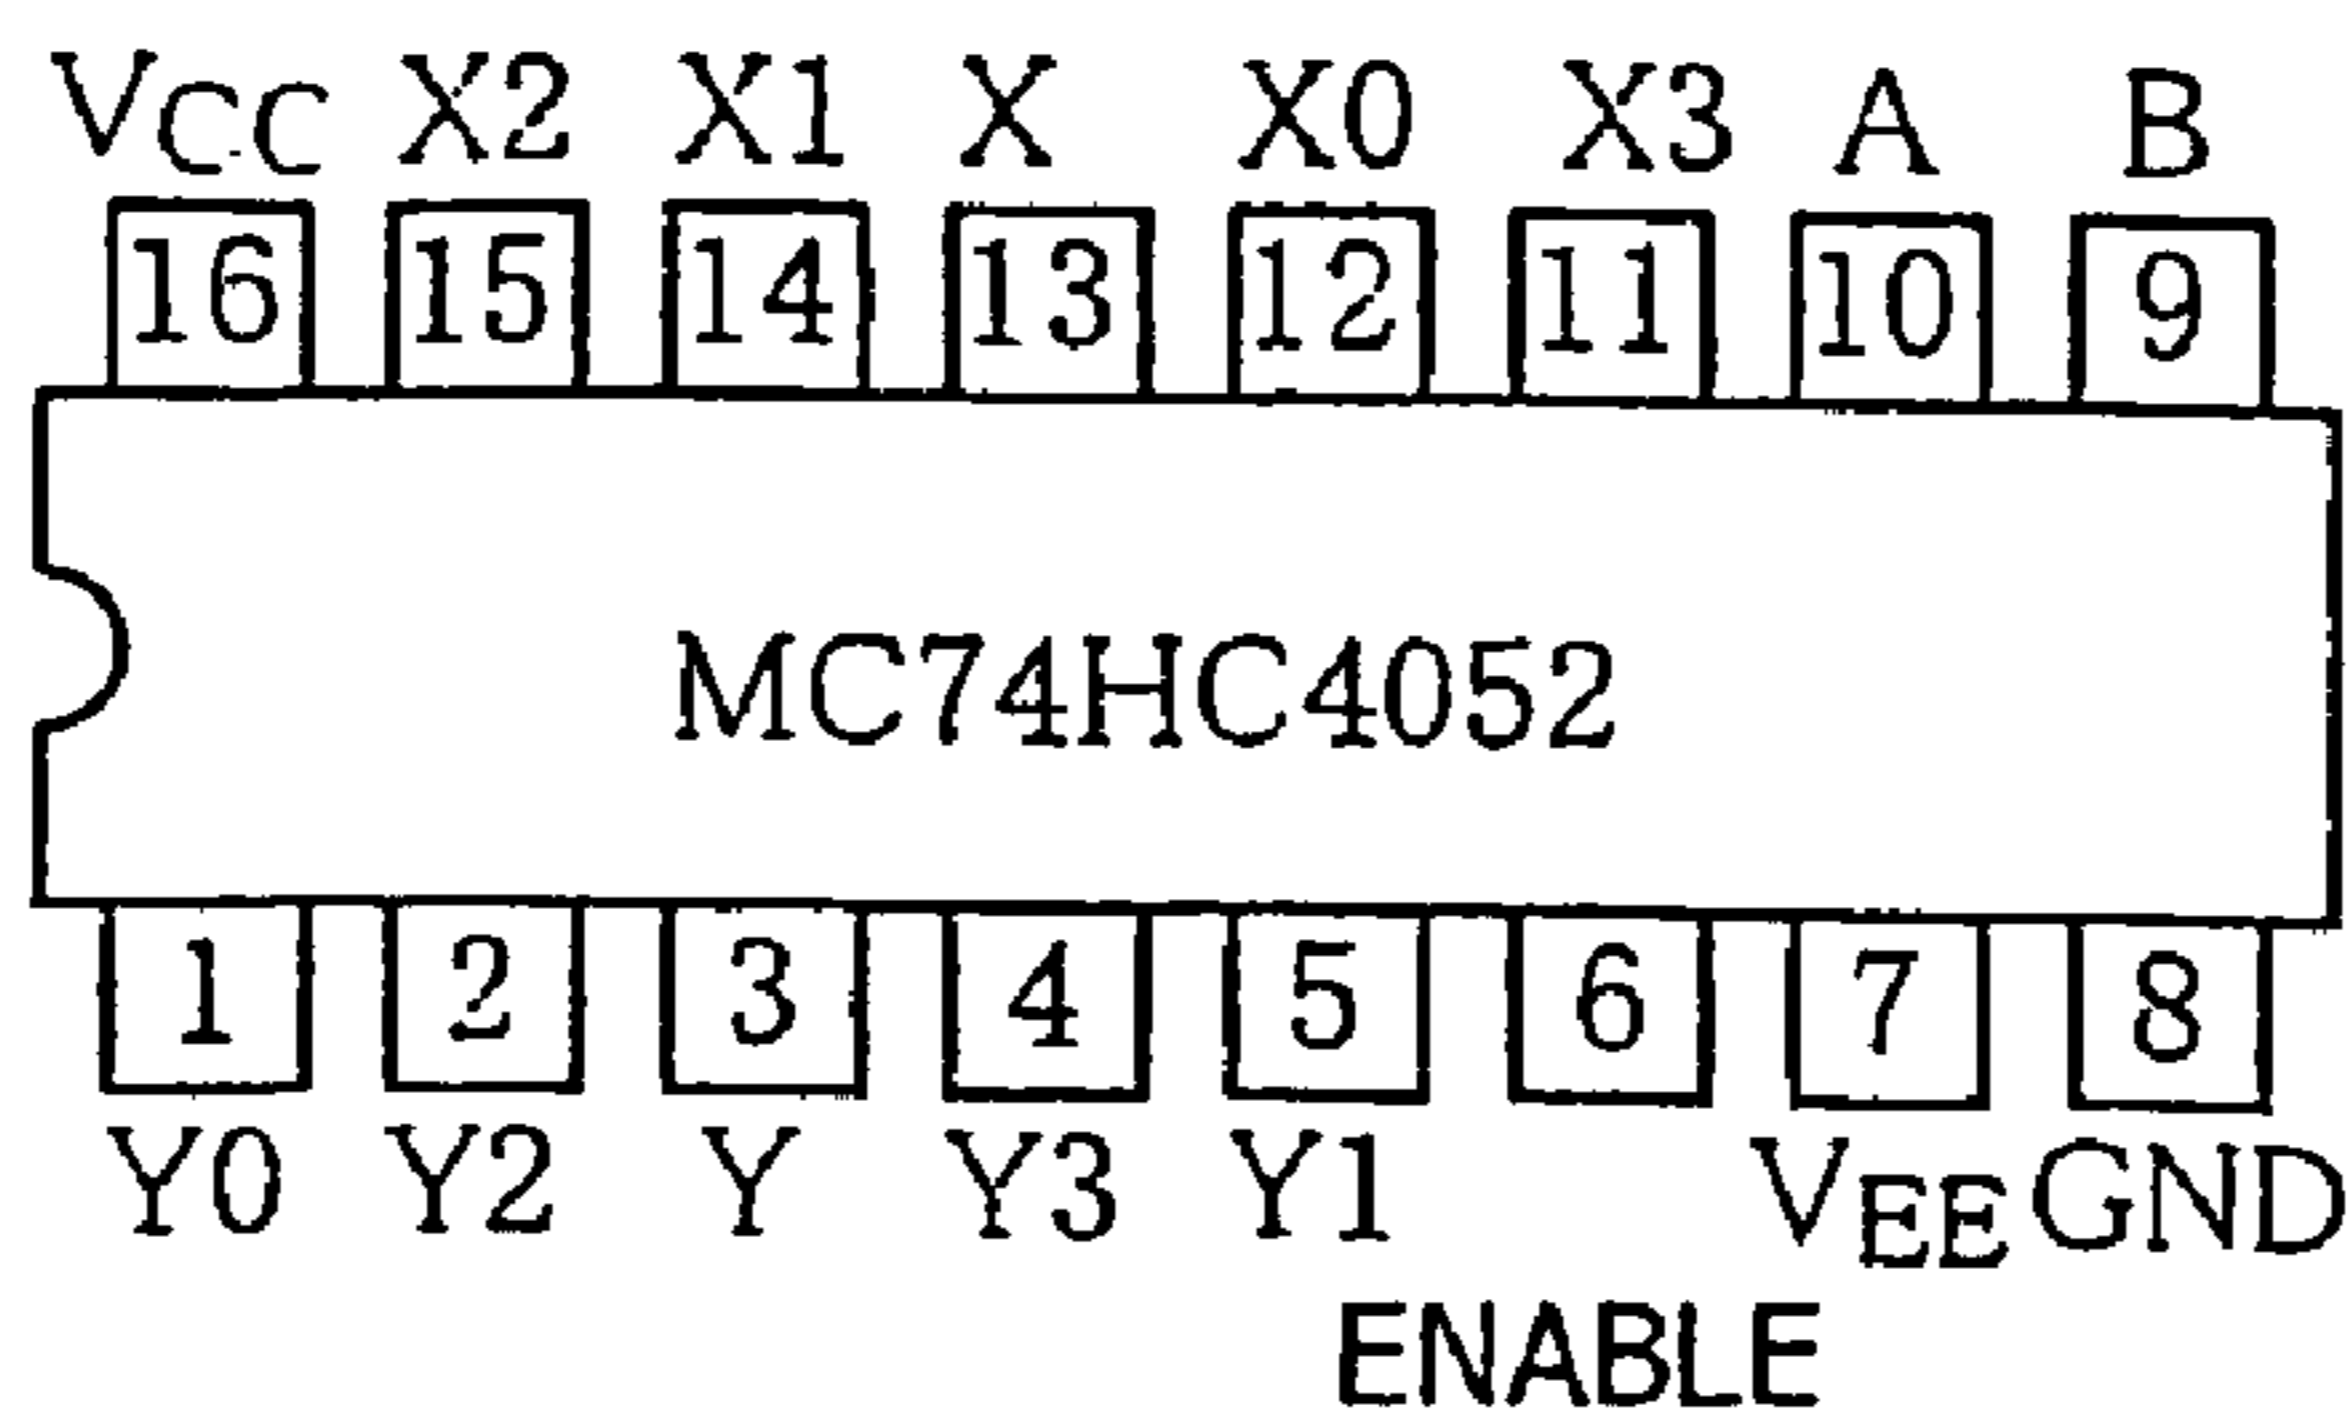 VCC X2 X1 X X0 X3 A B
16 15 14 13 12 11 10 9
MC74HC4052
1 2 3 4 5 6 7 8
Y0 Y2 Y Y3 Y1 VEE GND
ENABLE